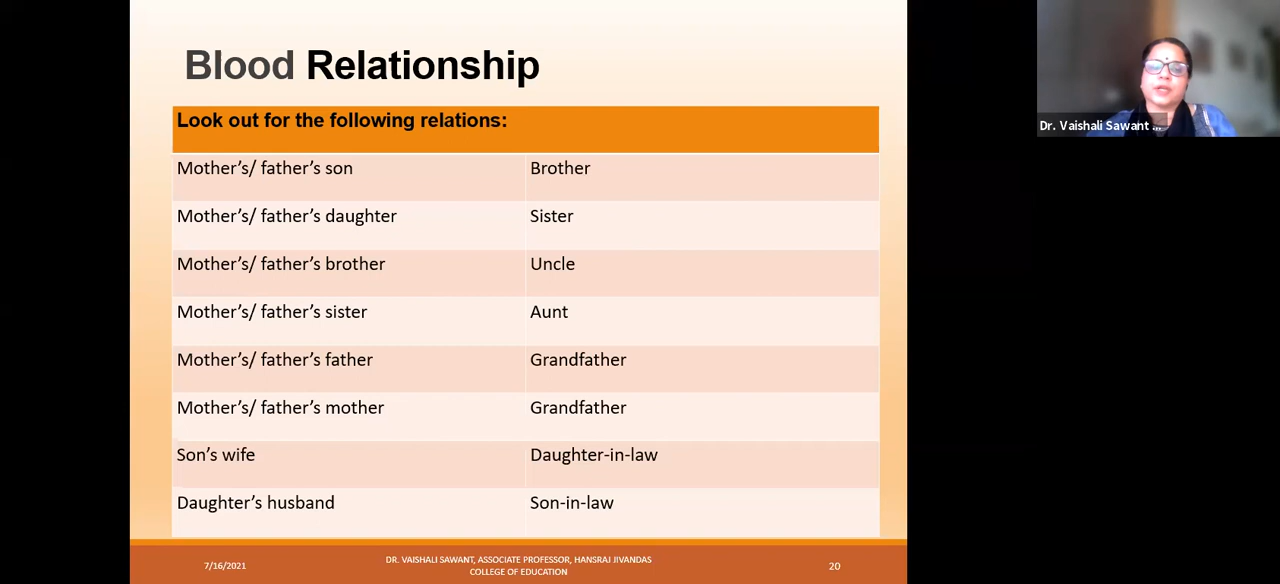 Blood Relationship
Look out for the following relations:
Mother’s/ father’s son Brother
Mother’s/ father’s daughter Sister
Mother’s/ father’s brother Uncle
Mother’s/ father’s sister Aunt
Mother’s/ father’s father Grandfather
Mother’s/ father’s mother Grandfather
Son’s wife Daughter-in-law
Daughter’s husband Son-in-law
7/16/2021
DR. VAISHALI SAWANT, ASSOCIATE PROFESSOR, HANSRAJ JIVANDAS
COLLEGE OF EDUCATION
20
Dr. Vaishali Sawant ...